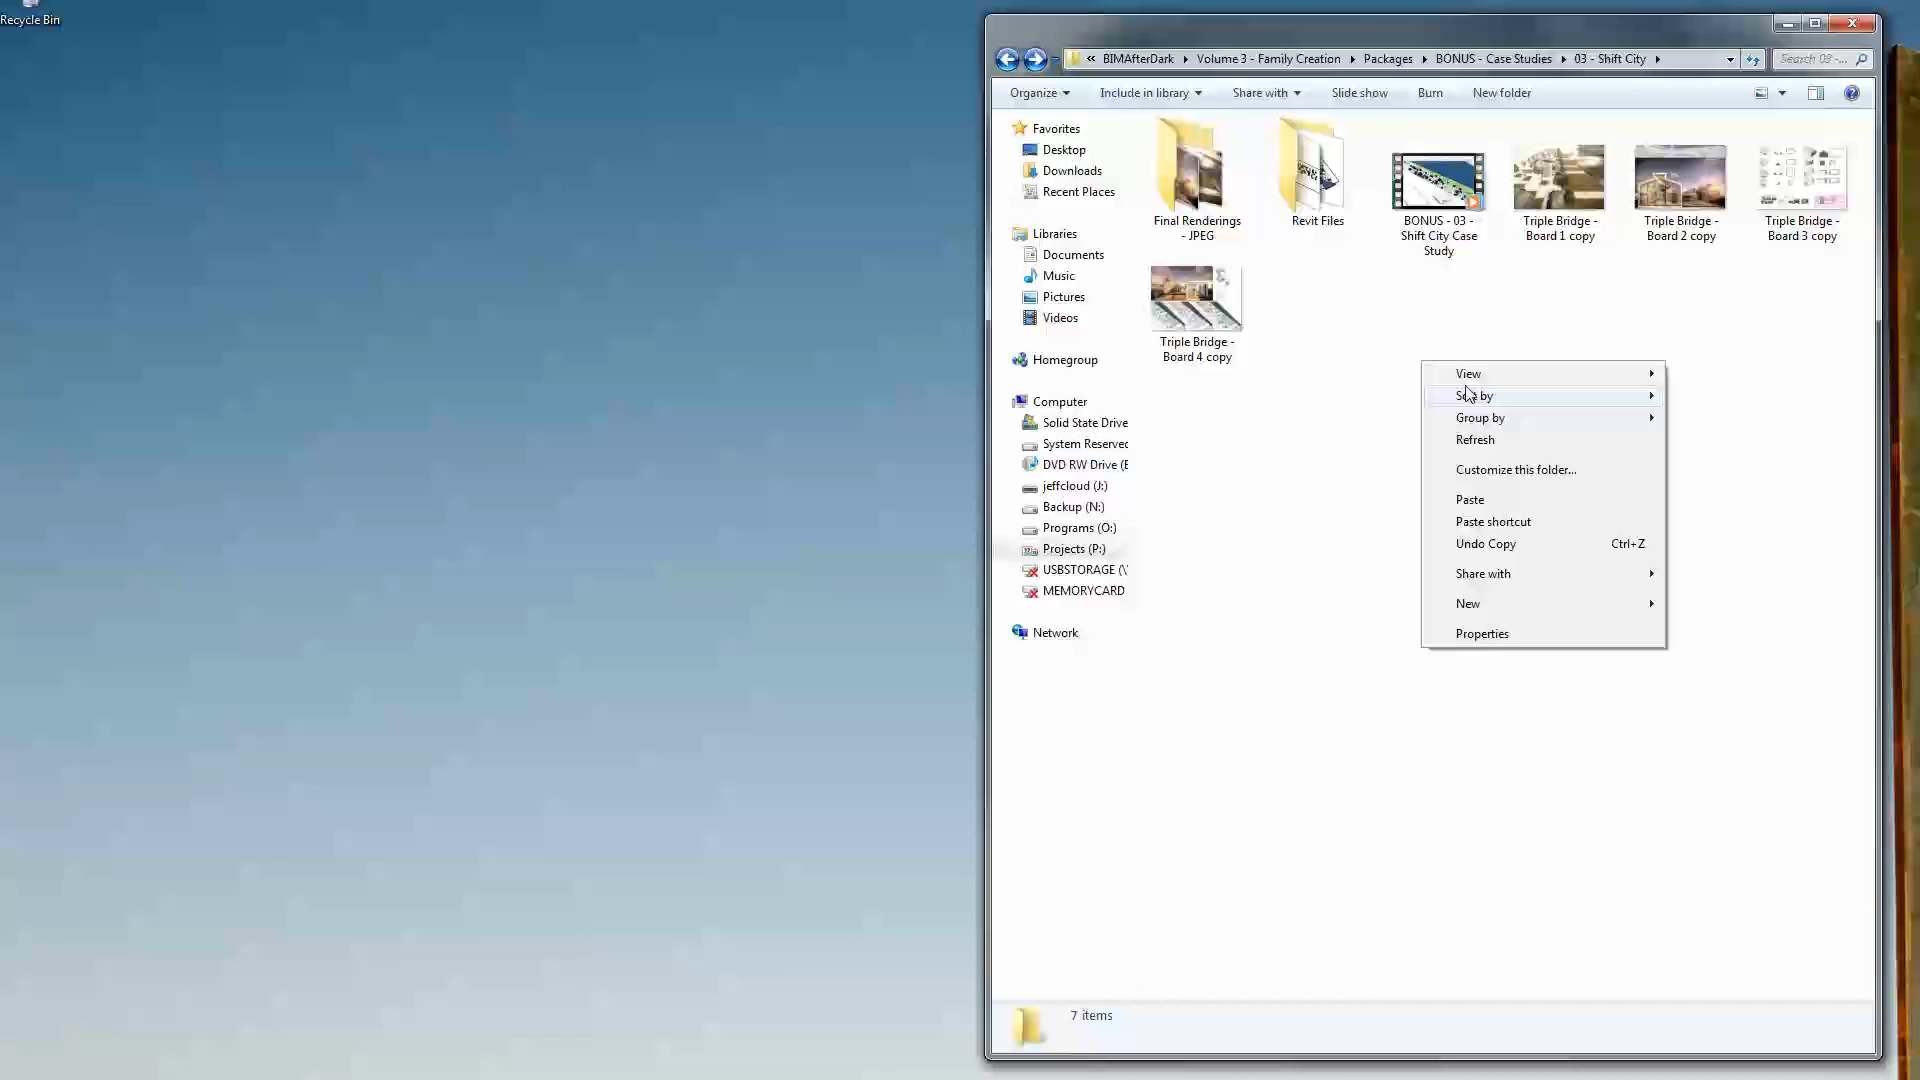 Recycle Bin
« BIMAfterDark Volume 3 - Family Creation Packages BONUS - Case Studies 03 - Shift City
Organize Include in library Share with Slide show Burn New folder
Favorites
Desktop
Downloads
Recent Places
Libraries
Documents
Music
Pictures
Videos
Homegroup
Computer
Solid State Drive
System Reserved
DVD RW Drive (E
jeffcloud (J:)
Backup (N:)
Programs (O:)
Projects (P:)
USBSTORAGE (\\
MEMORYCARD
Network
Final Renderings
- JPEG
Revit Files
BONUS - 03 -
Shift City Case
Study
Triple Bridge -
Board 1 copy
Triple Bridge -
Board 2 copy
Triple Bridge -
Board 3 copy
Triple Bridge -
Board 4 copy
View
Group by
Refresh
Customize this folder...
Paste
Paste shortcut
Undo Copy Ctrl+Z
Share with
New
Properties
7 items